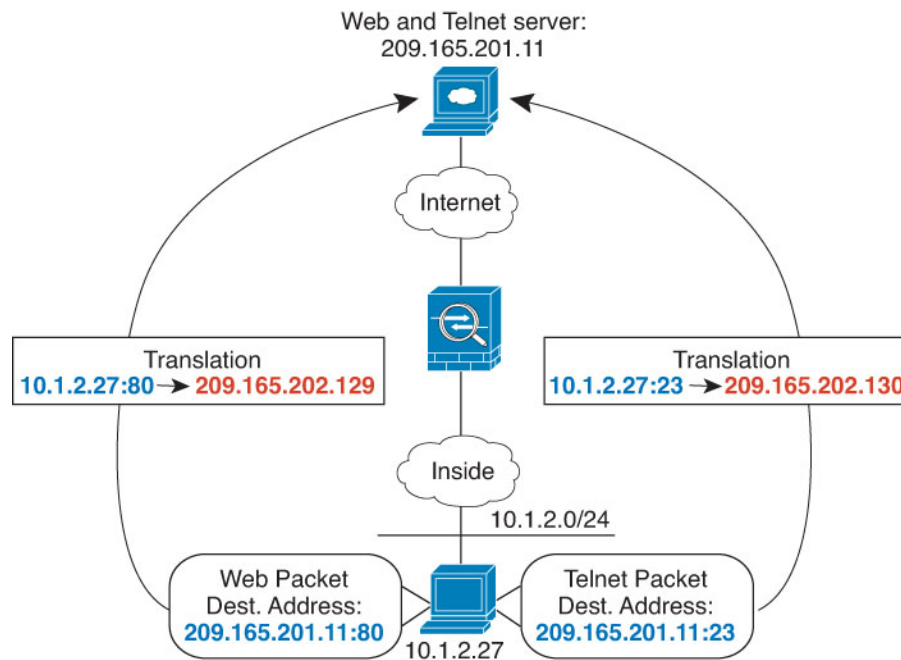 Web and Telnet server:
209.165.201.11
Internet
Translation
10.1.2.27:80 209.165.202.129
Translation
10.1.2.27:23 209.165.202.130
Inside
10.1.2.0/24
Web Packet
Dest. Address:
209.165.201.11:80
Telnet Packet
Dest. Address:
209.165.201.11:23
10.1.2.27